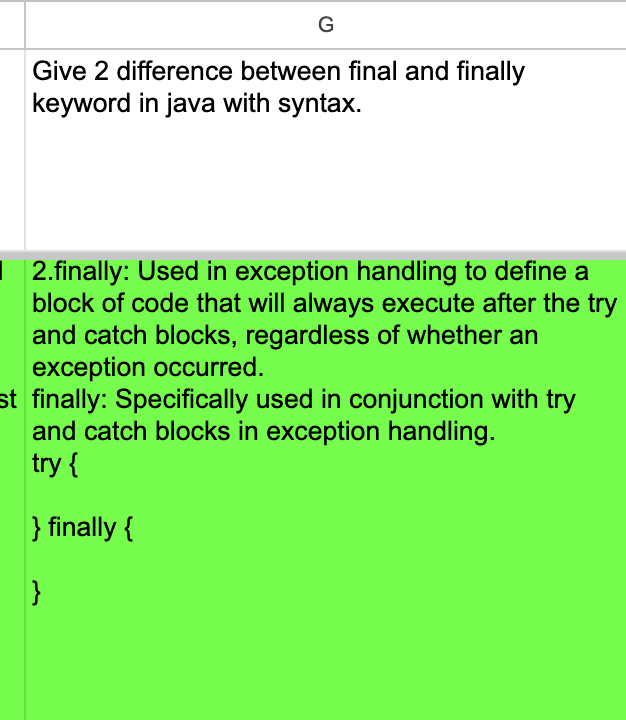 G
Give 2 difference between final and finally
keyword in java with syntax.
2.finally: Used in exception handling to define a
block of code that will always execute after the try
and catch blocks, regardless of whether an
exception occurred.
st finally: Specifically used in conjunction with try
and catch blocks in exception handling.
try {
} finally {
}